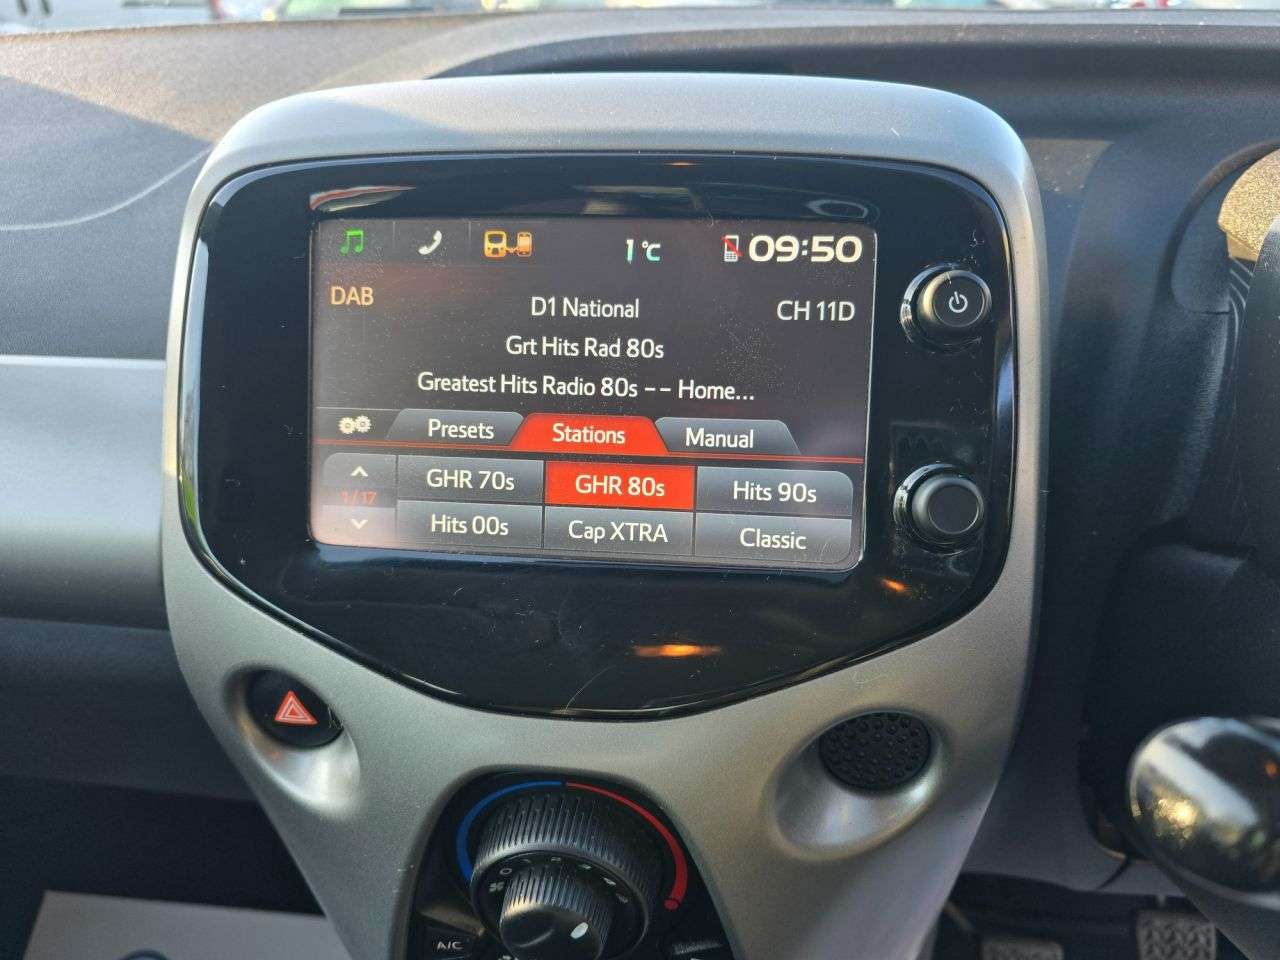 1 °C 09:50
DAB D1 National CH 11D
Grt Hits Rad 80s
Greatest Hits Radio 80s -- Home...
Presets Stations Manual
1/17 GHR 70s GHR 80s Hits 90s
Hits 00s Cap XTRA Classic
A/C